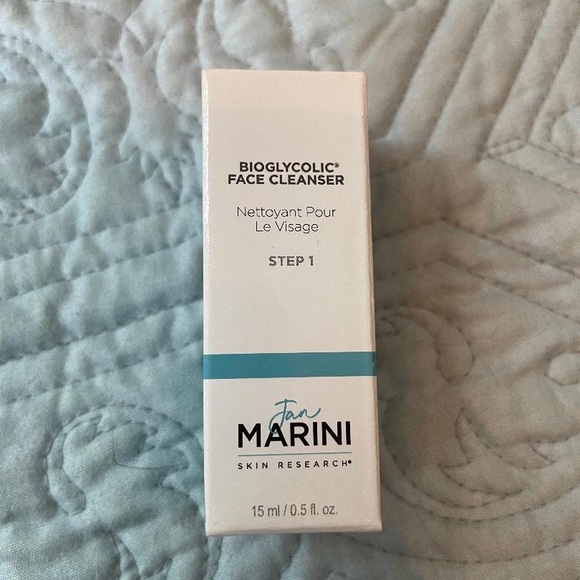 BIOGLYCOLIC®
FACE CLEANSER
Nettoyant Pour
Le Visage
STEP 1
Jan
MARINI
SKIN RESEARCH®
15 ml / 0.5 fl. oz.